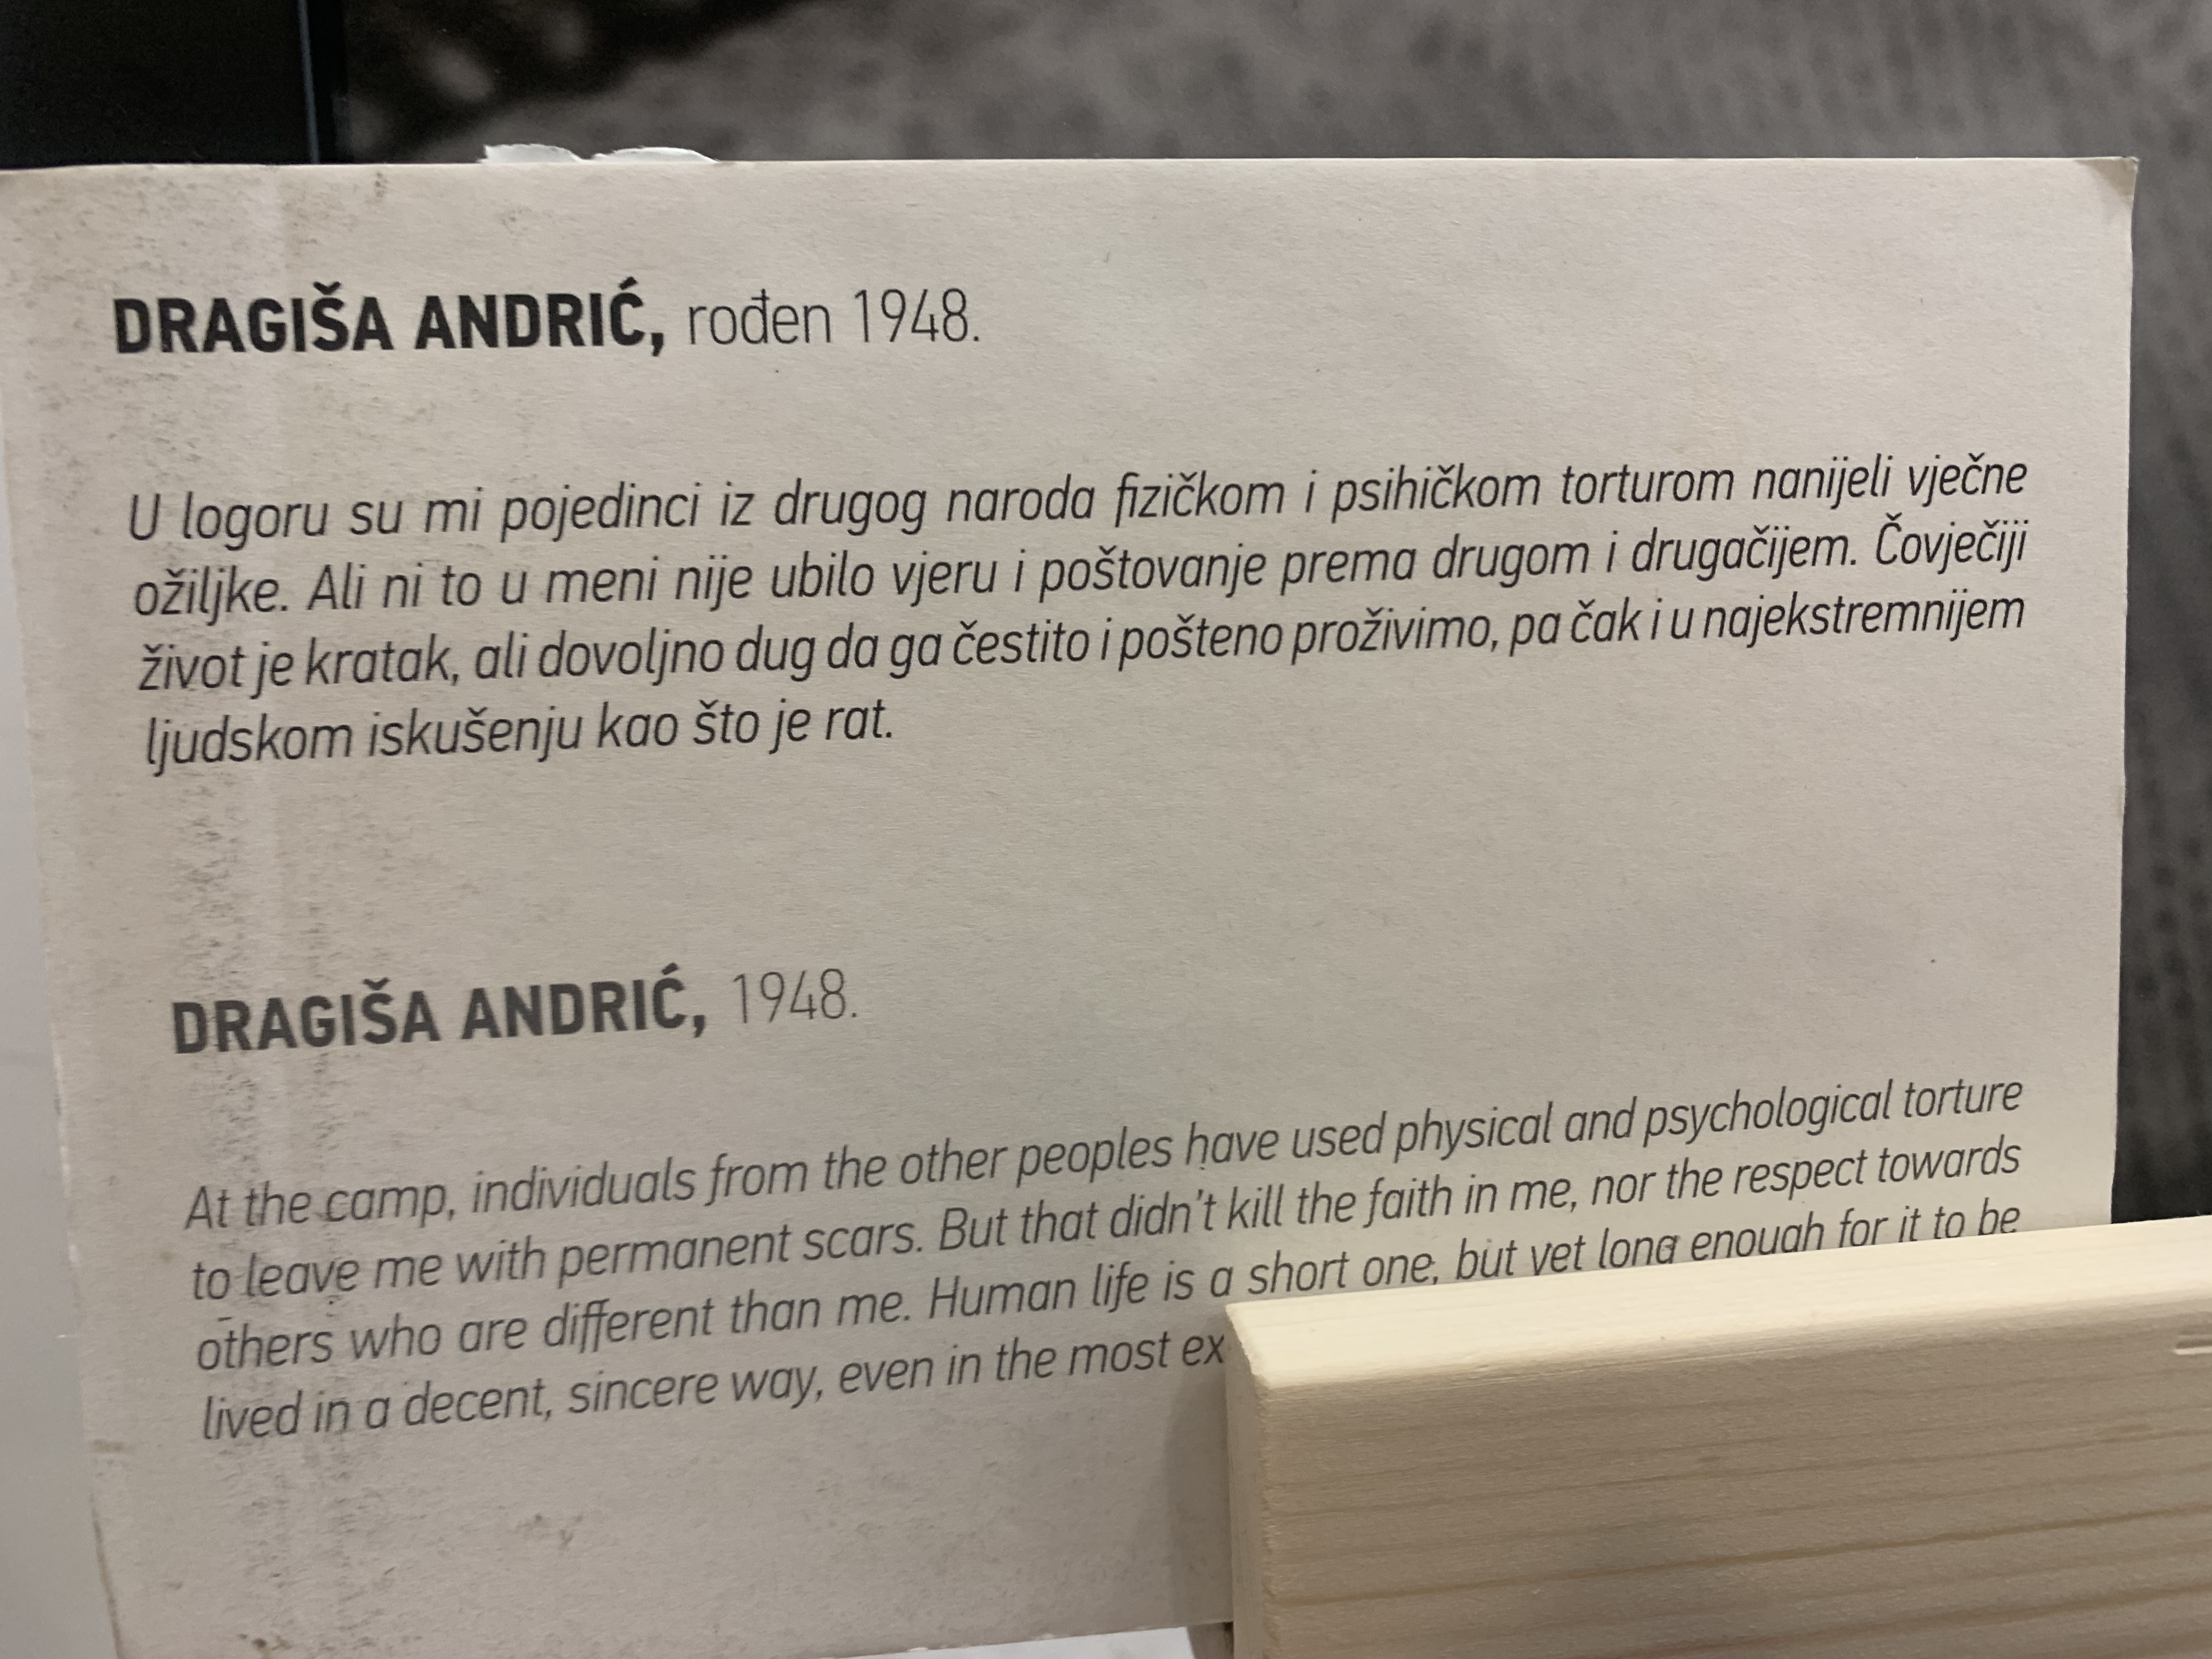 DRAGIŠA ANDRIĆ, rođen 1948.
U logoru su mi pojedinci iz drugog naroda fizičkom i psihičkom torturom nanijeli vječne
ožiljke. Ali ni to u meni nije ubilo vjeru i poštovanje prema drugom i drugačijem. Čovječiji
život je kratak, ali dovoljno dug da ga čestito i pošteno proživimo, pa čak i u najekstremnijem
ljudskom iskušenju kao što je rat.
DRAGIŠA ANDRIĆ, 1948.
At the camp, individuals from the other peoples have used physical and psychological torture
to leave me with permanent scars. But that didn't kill the faith in me, nor the respect towards
others who are different than me. Human life is a short one, but yet long enough for it to be
lived in a decent, sincere way, even in the most